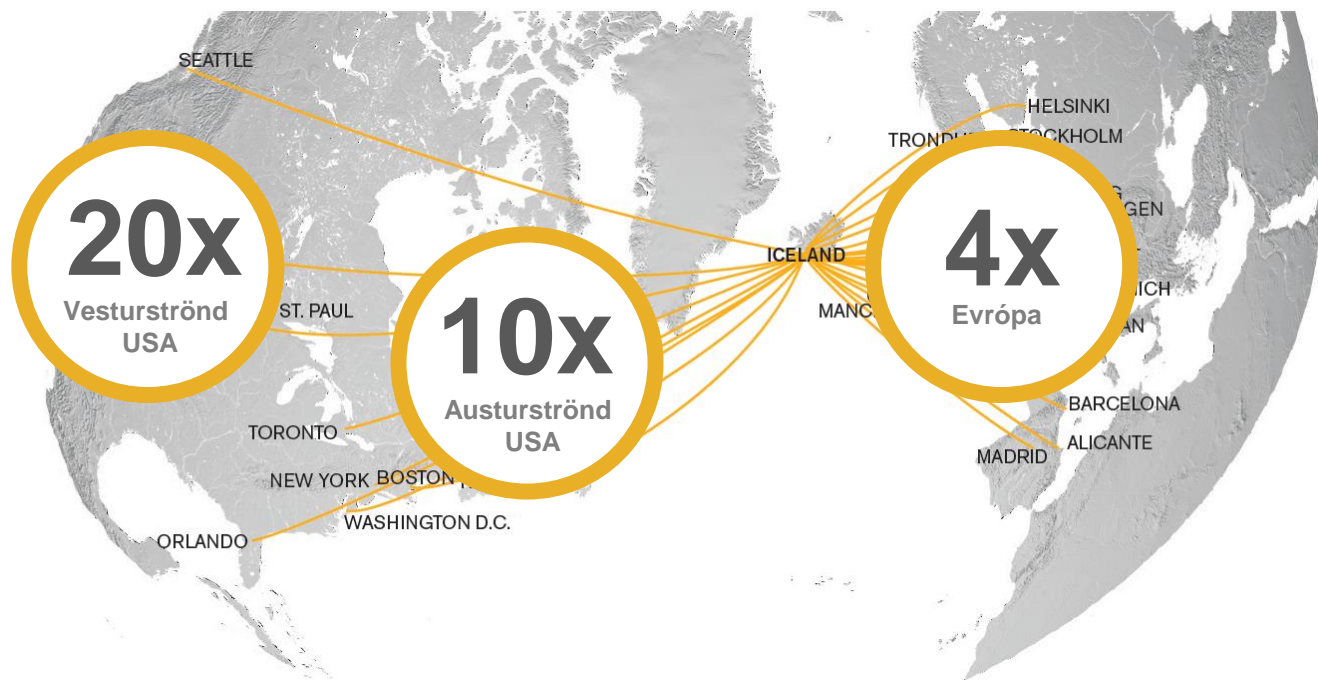 SEATTLE
HELSINKI
STOCKHOLM
20x
Vesturströnd
USA
ICELAND
4x
Evrópa
ST. PAUL
10x
Austurströnd
USA
TORONTO
BARCELONA
ALICANTE
MADRID
NEW YORK
BOSTON
WASHINGTON D.C.
ORLANDO